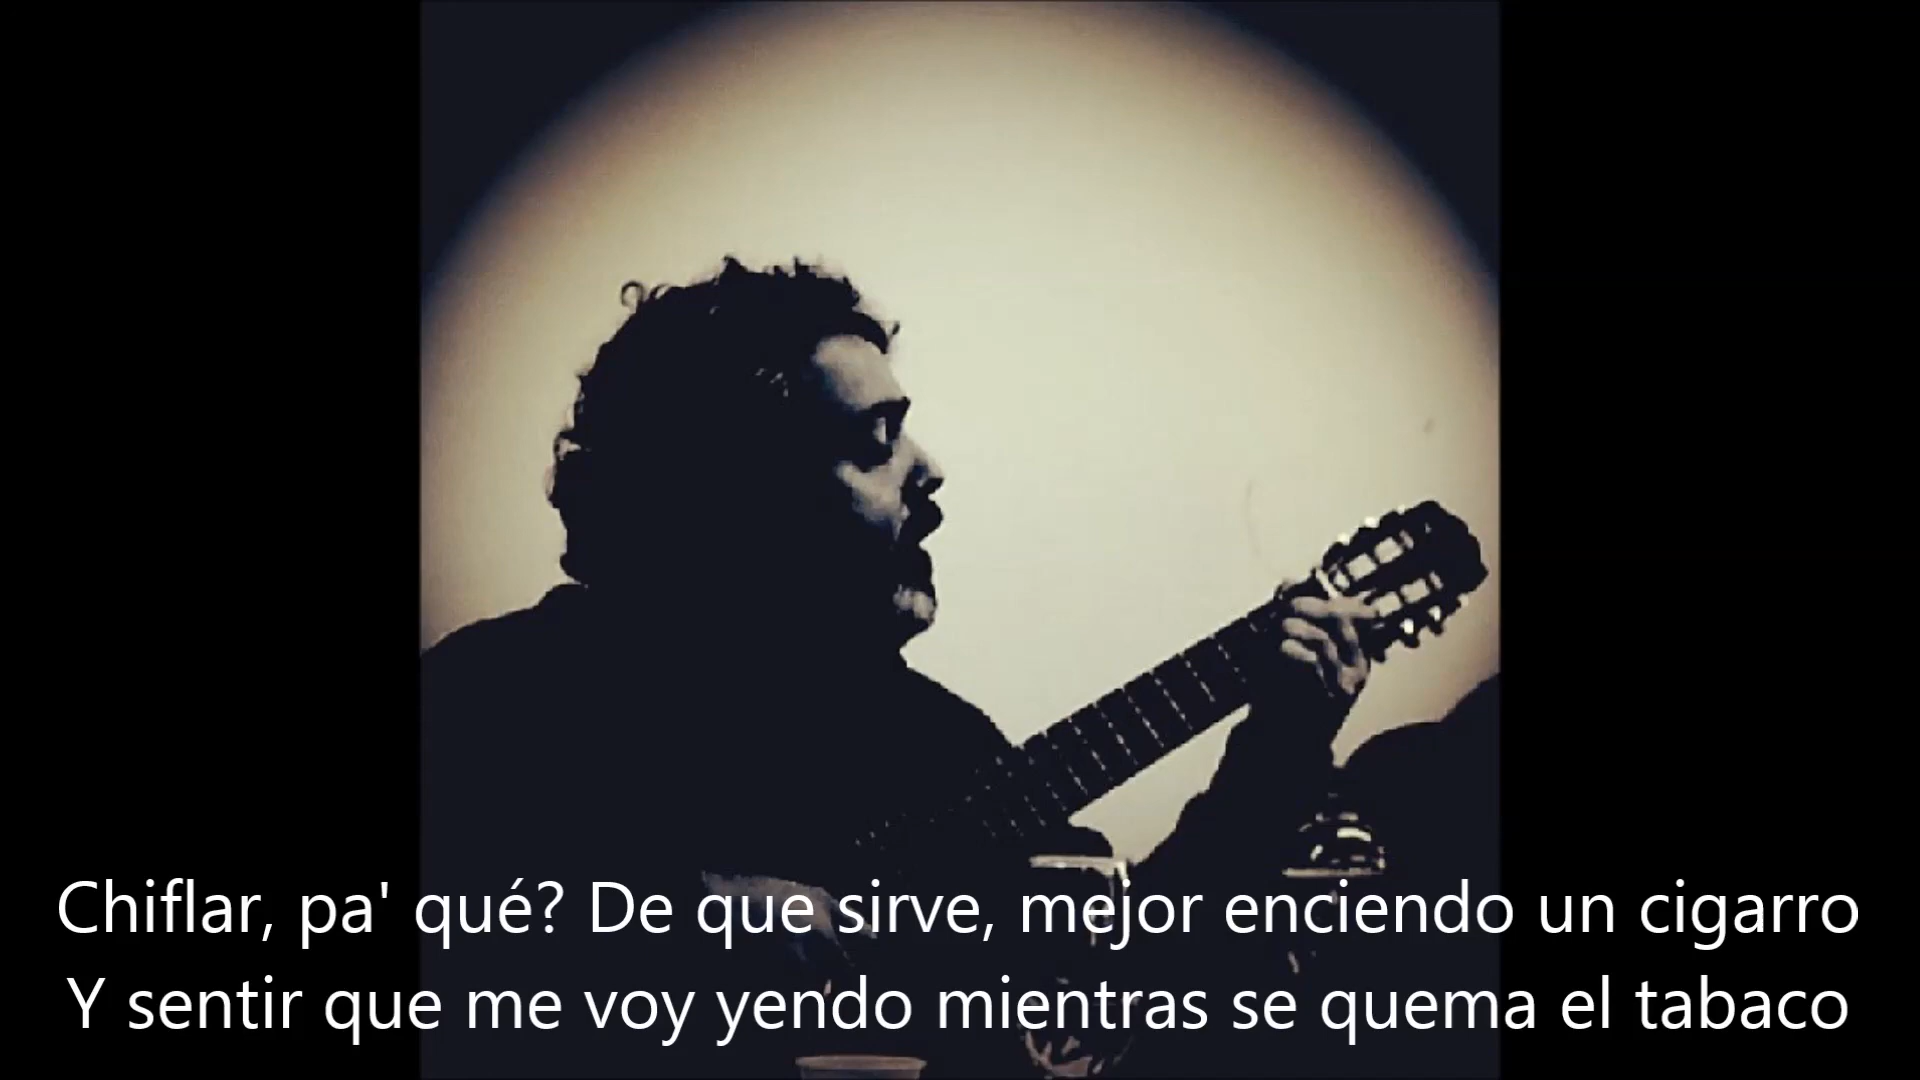 Chiflar, pa' qué? De que sirve, mejor enciendo un cigarro
Y sentir que me voy yendo mientras se quema el tabaco